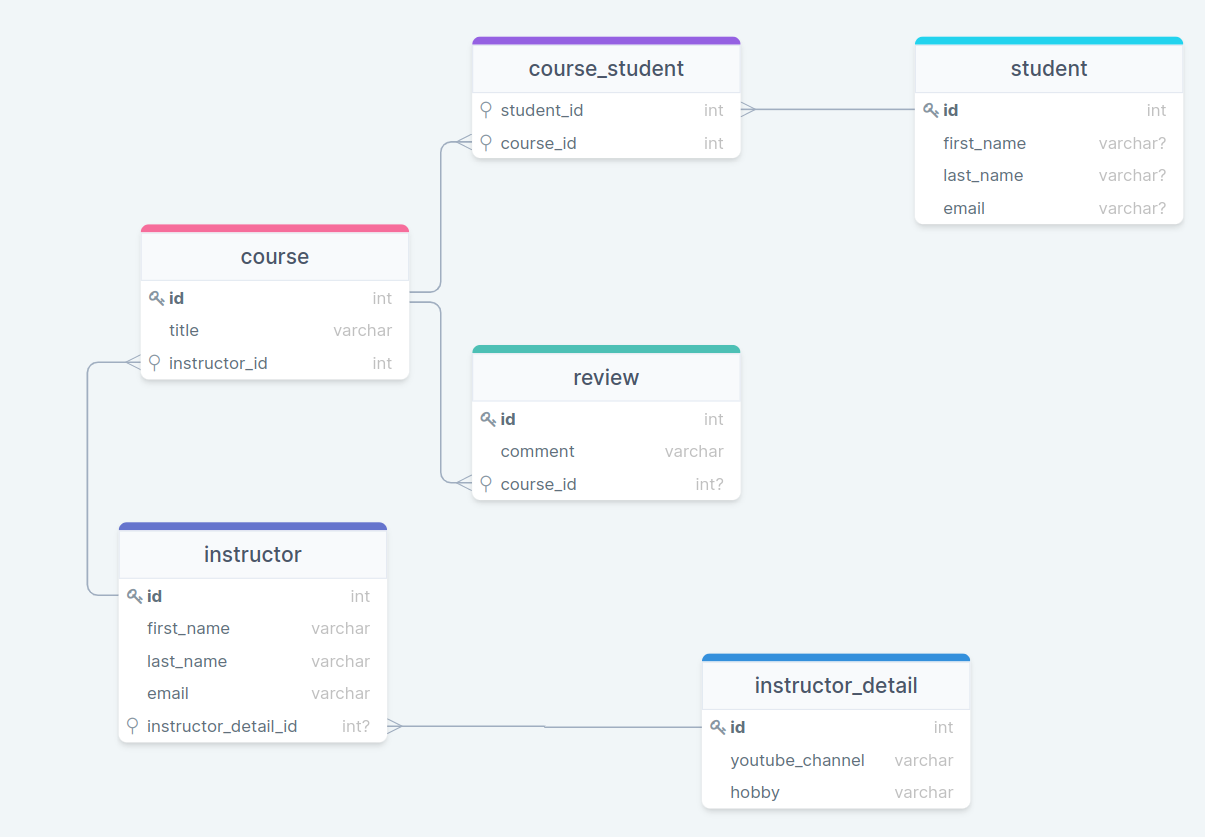 course_student
student_id int
course_id int
student
id int
first_name varchar?
last_name varchar?
email varchar?
course
id int
title varchar
instructor_id int
review
id int
comment varchar
course_id int?
instructor
id int
first_name varchar
last_name varchar
email varchar
instructor_detail_id int?
instructor_detail
id int
youtube_channel varchar
hobby varchar